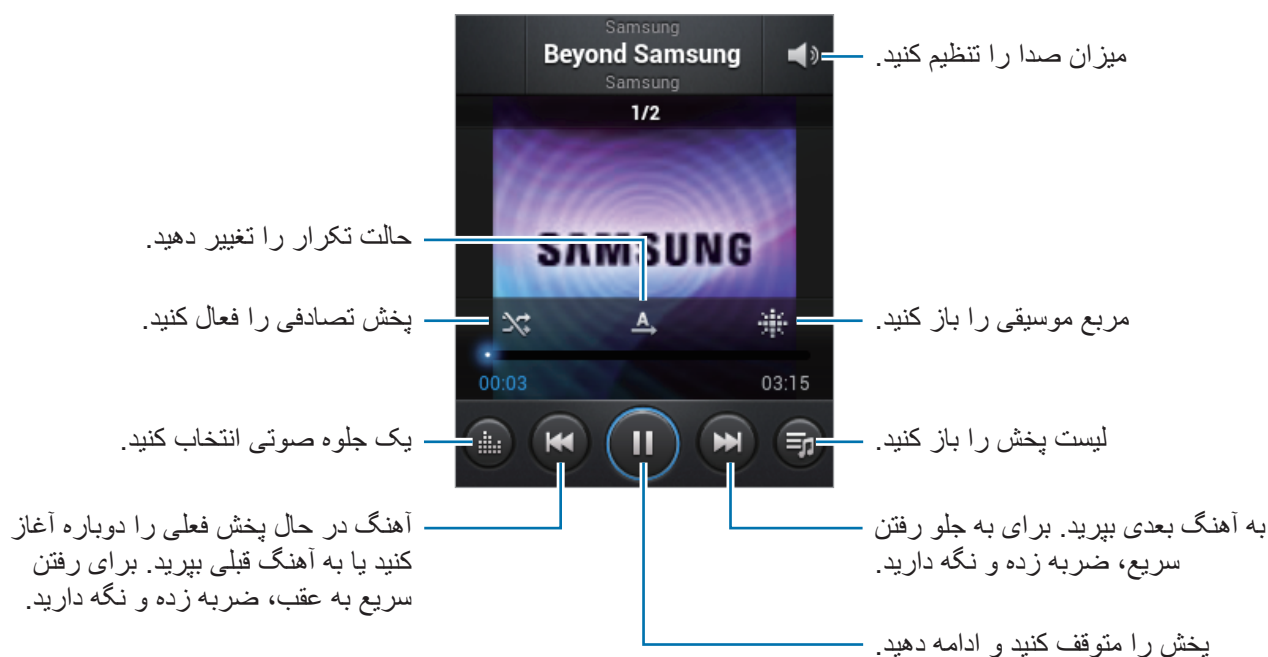 Samsung
Beyond Samsung
Samsung
میزان صدا را تنظیم کنید.
1/2
SAMSUNG
حالت تکرار را تغییر دهید.
مربع موسیقی را باز کنید.
A
پخش تصادفی را فعال کنید.
00:03
03:15
لیست پخش را باز کنید.
یک جلوه صوتی انتخاب کنید.
به آهنگ بعدی بپرید. برای به جلو رفتن
سریع، ضربه زده و نگه دارید.
آهنگ در حال پخش فعلی را دوباره آغاز
کنید یا به آهنگ قبلی بپرید. برای رفتن
سریع به عقب، ضربه زده و نگه دارید.
پخش را متوقف کنید و ادامه دهید.